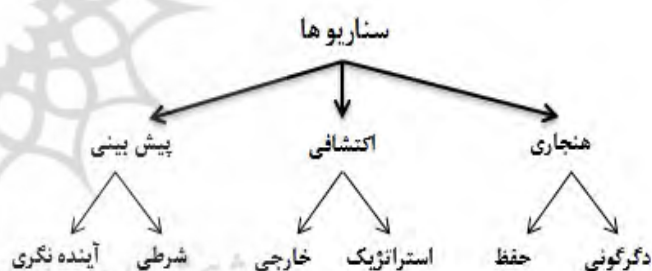 سناریو ها
هنجاری اکتشافی پیش بینی
دگرگونی حفظ استراتژیک خارجی شرطی آینده نگری